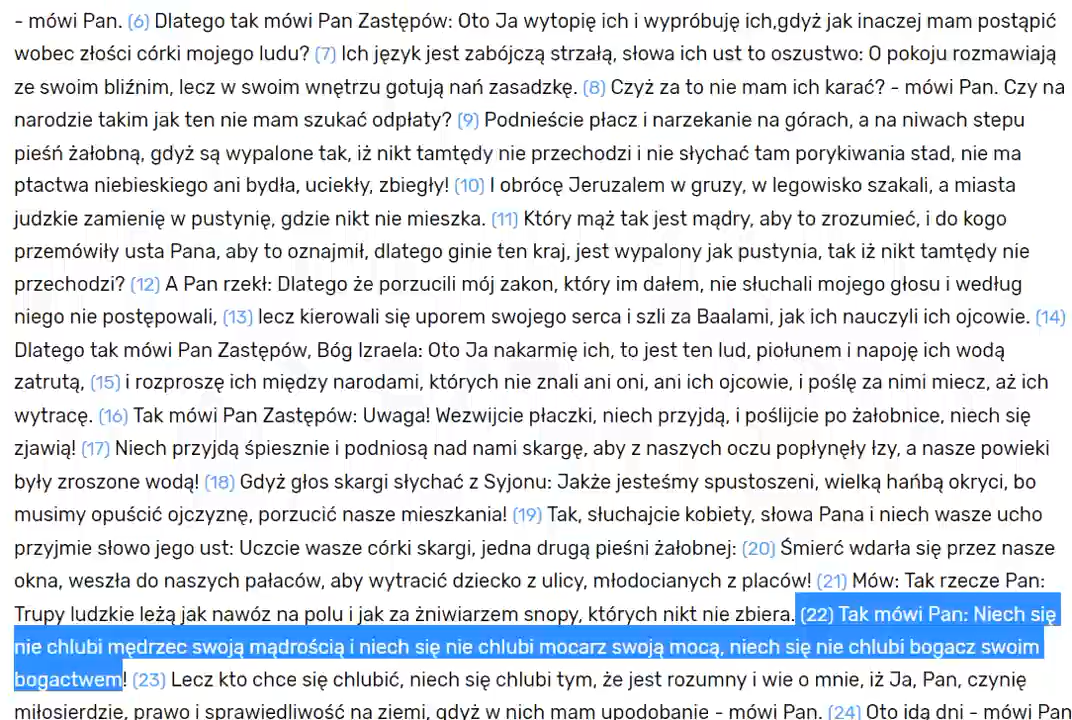 - mówi Pan. (6) Dlatego tak mówi Pan Zastępów: Oto Ja wytopię ich i wypróbuję ich,gdyż jak inaczej mam postąpić
wobec złości córki mojego ludu? (7) Ich język jest zabójczą strzałą, słowa ich ust to oszustwo: O pokoju rozmawiają
ze swoim bliźnim, lecz w swoim wnętrzu gotują nań zasadzkę. (8) Czyż za to nie mam ich karać? - mówi Pan. Czy na
narodzie takim jak ten nie mam szukać odpłaty? (9) Podnieście płacz i narzekanie na górach, a na niwach stepu
pieśń żałobną, gdyż są wypalone tak, iż nikt tamtędy nie przechodzi i nie słychać tam porykiwania stad, nie ma
ptactwa niebieskiego ani bydła, uciekły, zbiegły! (10) I obrócę Jeruzalem w gruzy, w legowisko szakali, a miasta
judzkie zamienię w pustynię, gdzie nikt nie mieszka. (11) Który mąż tak jest mądry, aby to zrozumieć, i do kogo
przemówiły usta Pana, aby to oznajmił, dlatego ginie ten kraj, jest wypalony jak pustynia, tak iż nikt tamtędy nie
przechodzi? (12) A Pan rzekł: Dlatego że porzucili mój zakon, który im dałem, nie słuchali mojego głosu i według
niego nie postępowali, (13) lecz kierowali się uporem swojego serca i szli za Baalami, jak ich nauczyli ich ojcowie. (14)
Dlatego tak mówi Pan Zastępów, Bóg Izraela: Oto Ja nakarmię ich, to jest ten lud, piołunem i napoję ich wodą
zatrutą, (15) i rozproszę ich między narodami, których nie znali ani oni, ani ich ojcowie, i poślę za nimi miecz, aż ich
wytracę. (16) Tak mówi Pan Zastępów: Uwaga! Wezwijcie płaczki, niech przyjdą, i poślijcie po żałobnice, niech się
zjawią! (17) Niech przyjdą śpiesznie i podniosą nad nami skargę, aby z naszych oczu popłynęły łzy, a nasze powieki
były zroszone wodą! (18) Gdyż głos skargi słychać z Syjonu: Jakże jesteśmy spustoszeni, wielką hańbą okryci, bo
musimy opuścić ojczyznę, porzucić nasze mieszkania! (19) Tak, słuchajcie kobiety, słowa Pana i niech wasze ucho
przyjmie słowo jego ust: Uczcie wasze córki skargi, jedna drugą pieśni żałobnej: (20) Śmierć wdarła się przez nasze
okna, weszła do naszych pałaców, aby wytracić dziecko z ulicy, młodocianych z placów! (21) Mów: Tak rzecze Pan:
Trupy ludzkie leżą jak nawóz na polu i jak za żniwiarzem snopy, których nikt nie zbiera. (22) Tak mówi Pan: Niech się
nie chlubi mędrzec swoją mądrością i niech się nie chlubi mocarz swoją mocą, niech się nie chlubi bogacz swoim
bogactwem! (23) Lecz kto chce się chlubić, niech się chlubi tym, że jest rozumny i wie o mnie, iż Ja, Pan, czynię
miłosierdzie, prawo i sprawiedliwość na ziemi, gdyż w nich mam upodobanie - mówi Pan. (24) Oto idą dni - mówi Pan